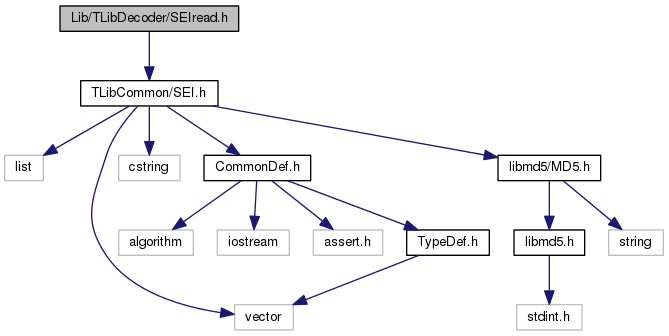 Lib/TLibDecoder/SEIread.h
TLibCommon/SEI.h
list
cstring
CommonDef.h
libmd5/MD5.h
algorithm
iostream
assert.h
TypeDef.h
libmd5.h
string
vector
stdint.h